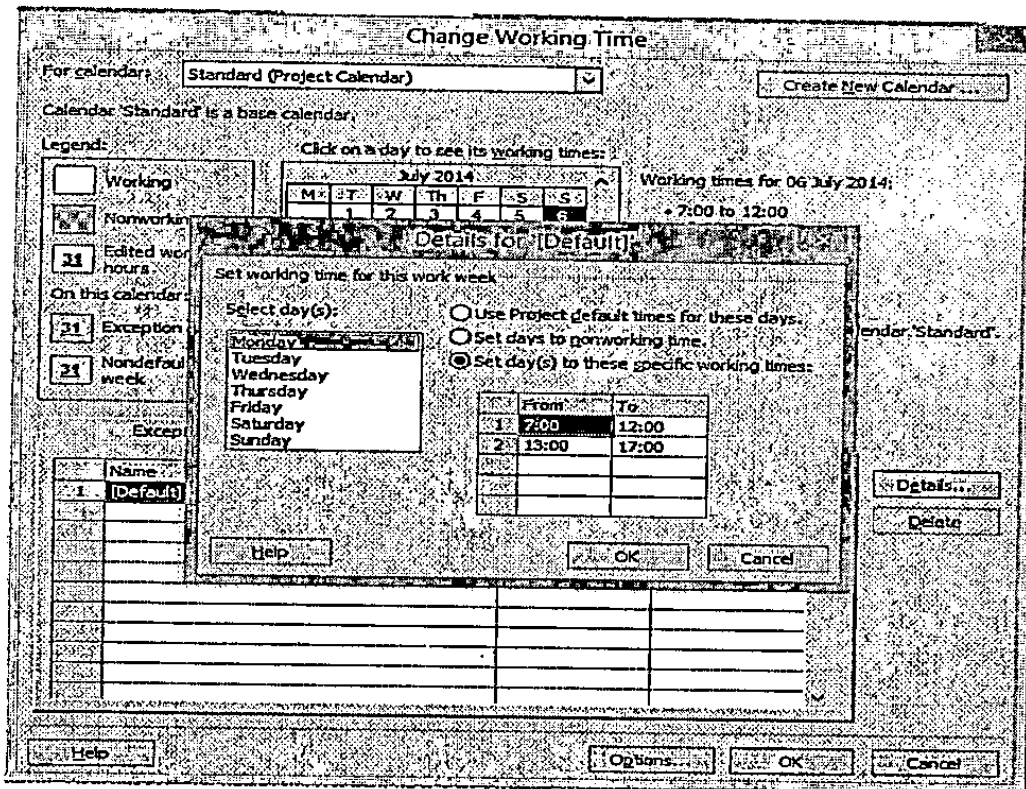 Change Working Time
For calendar:
Standard (Project Calendar)
Create New Calendar ...
Calendar 'Standard' is a base calendar.
Legend:
Working
Nonworkin
31 Edited wor
hours
On this calendar:
31 Exception
31 Nondefaul
week
Click on a day to see its working times:
July 2014
M T W Th F S S
1 2 3 4 5 6
Working times for 06 July 2014:
• 7:00 to 12:00
endar 'Standard'.
Details for '[Default]'
Set working time for this work week
Select day(s):
Monday
Tuesday
Wednesday
Thursday
Friday
Saturday
Sunday
Use Project default times for these days.
Set days to nonworking time.
Set day(s) to these specific working times:
From To
1 7:00 12:00
2 13:00 17:00
Help
OK
Cancel
Except
Name
1 [Default]
Details...
Delete
Help
Options...
OK
Cancel